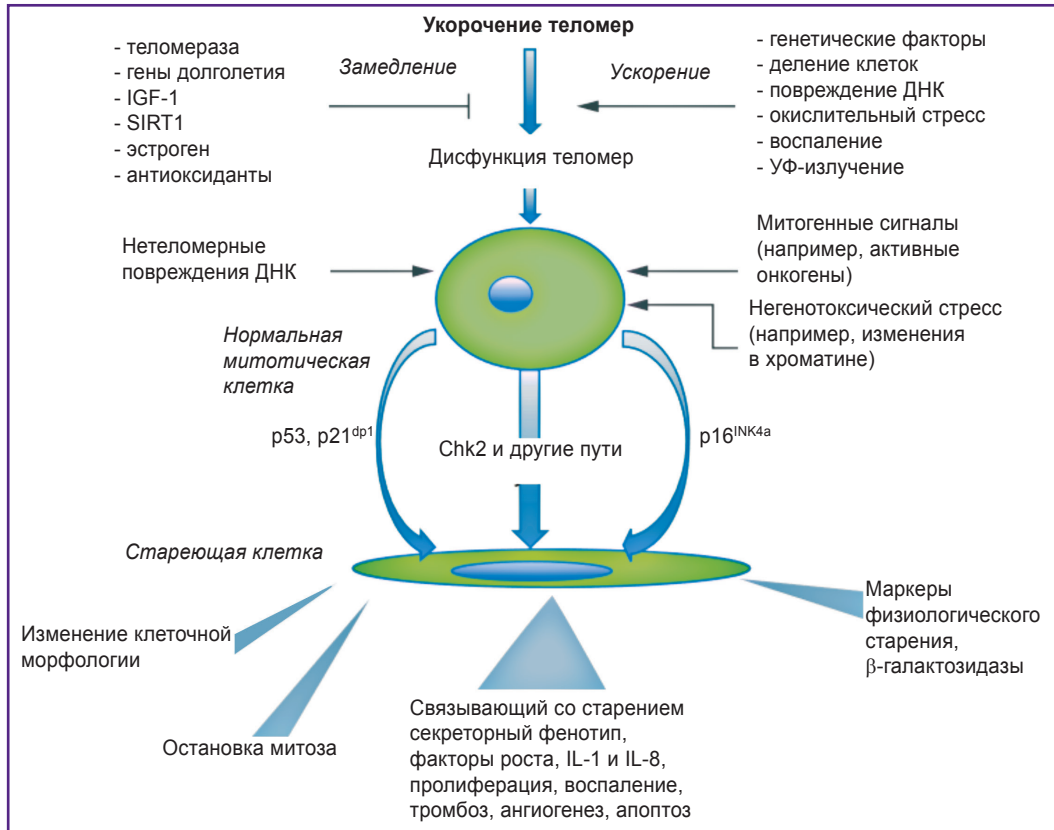 Укорочение теломер
- теломераза
- гены долголетия
- IGF-1
- SIRT1
- эстроген
- антиоксиданты
Замедление
Ускорение
- генетические факторы
- деление клеток
- повреждение ДНК
- окислительный стресс
- воспаление
- УФ-излучение
Дисфункция теломер
Нетеломерные
повреждения ДНК
Митогенные сигналы
(например, активные
онкогены)
Негенотоксический стресс
(например, изменения
в хроматине)
Нормальная
митотическая
клетка
p53, p21dp1
Chk2 и другие пути
p16INK4a
Стареющая клетка
Изменение клеточной
морфологии
Остановка митоза
Связывающий со старением
секреторный фенотип,
факторы роста, IL-1 и IL-8,
пролиферация, воспаление,
тромбоз, ангиогенез, апоптоз
Маркеры
физиологического
старения,
β-галактозидазы